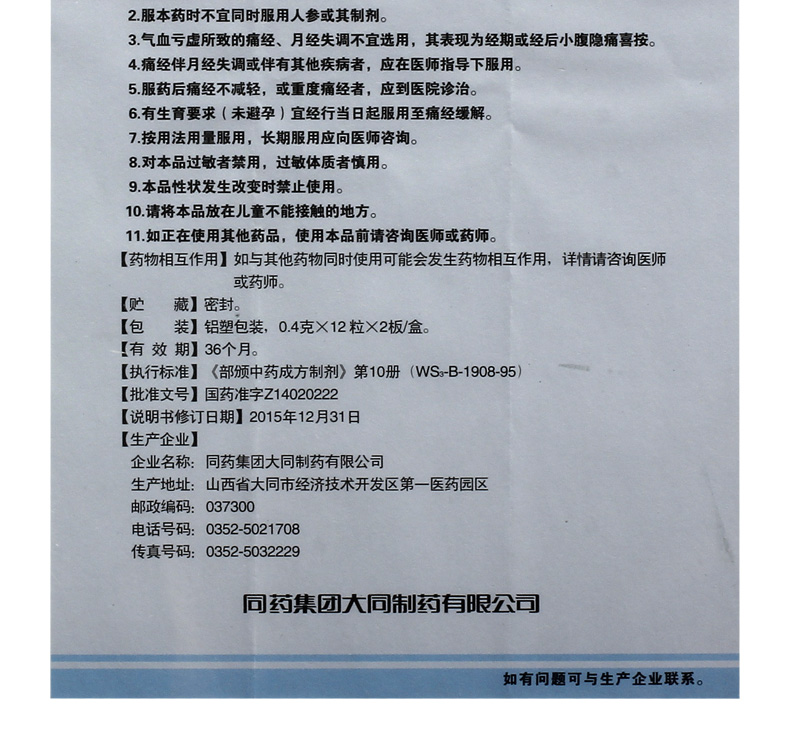 2.服本药时不宜同时服用人参或其制剂。
3.气血亏虚所致的痛经、月经失调不宜选用，其表现为经期或经后小腹隐痛喜按。
4.痛经伴月经失调或伴有其他疾病者，应在医师指导下服用。
5.服药后痛经不减轻，或重度痛经者，应到医院诊治。
6.有生育要求（未避孕）宜经行当日起服用至痛经缓解。
7.按用法用量服用，长期服用应向医师咨询。
8.对本品过敏者禁用，过敏体质者慎用。
9.本品性状发生改变时禁止使用。
10.请将本品放在儿童不能接触的地方。
11.如正在使用其他药品，使用本品前请咨询医师或药师。
【药物相互作用】如与其他药物同时使用可能会发生药物相互作用，详情请咨询医师
或药师。
【贮　　藏】密封。
【包　　装】铝塑包装，0.4克×12粒×2板/盒。
【有 效 期】36个月。
【执行标准】《部颁中药成方制剂》第10册（WS₃-B-1908-95）
【批准文号】国药准字Z14020222
【说明书修订日期】2015年12月31日
【生产企业】
企业名称：同药集团大同制药有限公司
生产地址：山西省大同市经济技术开发区第一医药园区
邮政编码：037300
电话号码：0352-5021708
传真号码：0352-5032229
同药集团大同制药有限公司
如有问题可与生产企业联系。